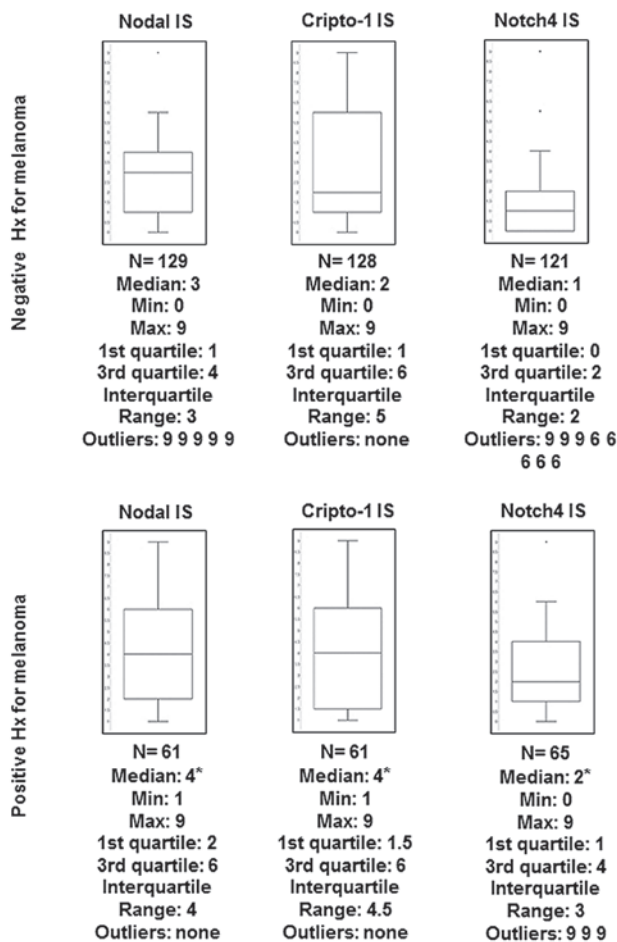 Nodal IS
Cripto-1 IS
Notch4 IS
Negative Hx for melanoma
N= 129
Median: 3
Min: 0
Max: 9
1st quartile: 1
3rd quartile: 4
Interquartile
Range: 3
Outliers: 9 9 9 9 9
N= 128
Median: 2
Min: 0
Max: 9
1st quartile: 1
3rd quartile: 6
Interquartile
Range: 5
Outliers: none
N= 121
Median: 1
Min: 0
Max: 9
1st quartile: 0
3rd quartile: 2
Interquartile
Range: 2
Outliers: 9 9 9 6 6
6 6 6
Nodal IS
Cripto-1 IS
Notch4 IS
Positive Hx for melanoma
N= 61
Median: 4*
Min: 1
Max: 9
1st quartile: 2
3rd quartile: 6
Interquartile
Range: 4
Outliers: none
N= 61
Median: 4*
Min: 1
Max: 9
1st quartile: 1.5
3rd quartile: 6
Interquartile
Range: 4.5
Outliers: none
N= 65
Median: 2*
Min: 0
Max: 9
1st quartile: 1
3rd quartile: 4
Interquartile
Range: 3
Outliers: 9 9 9